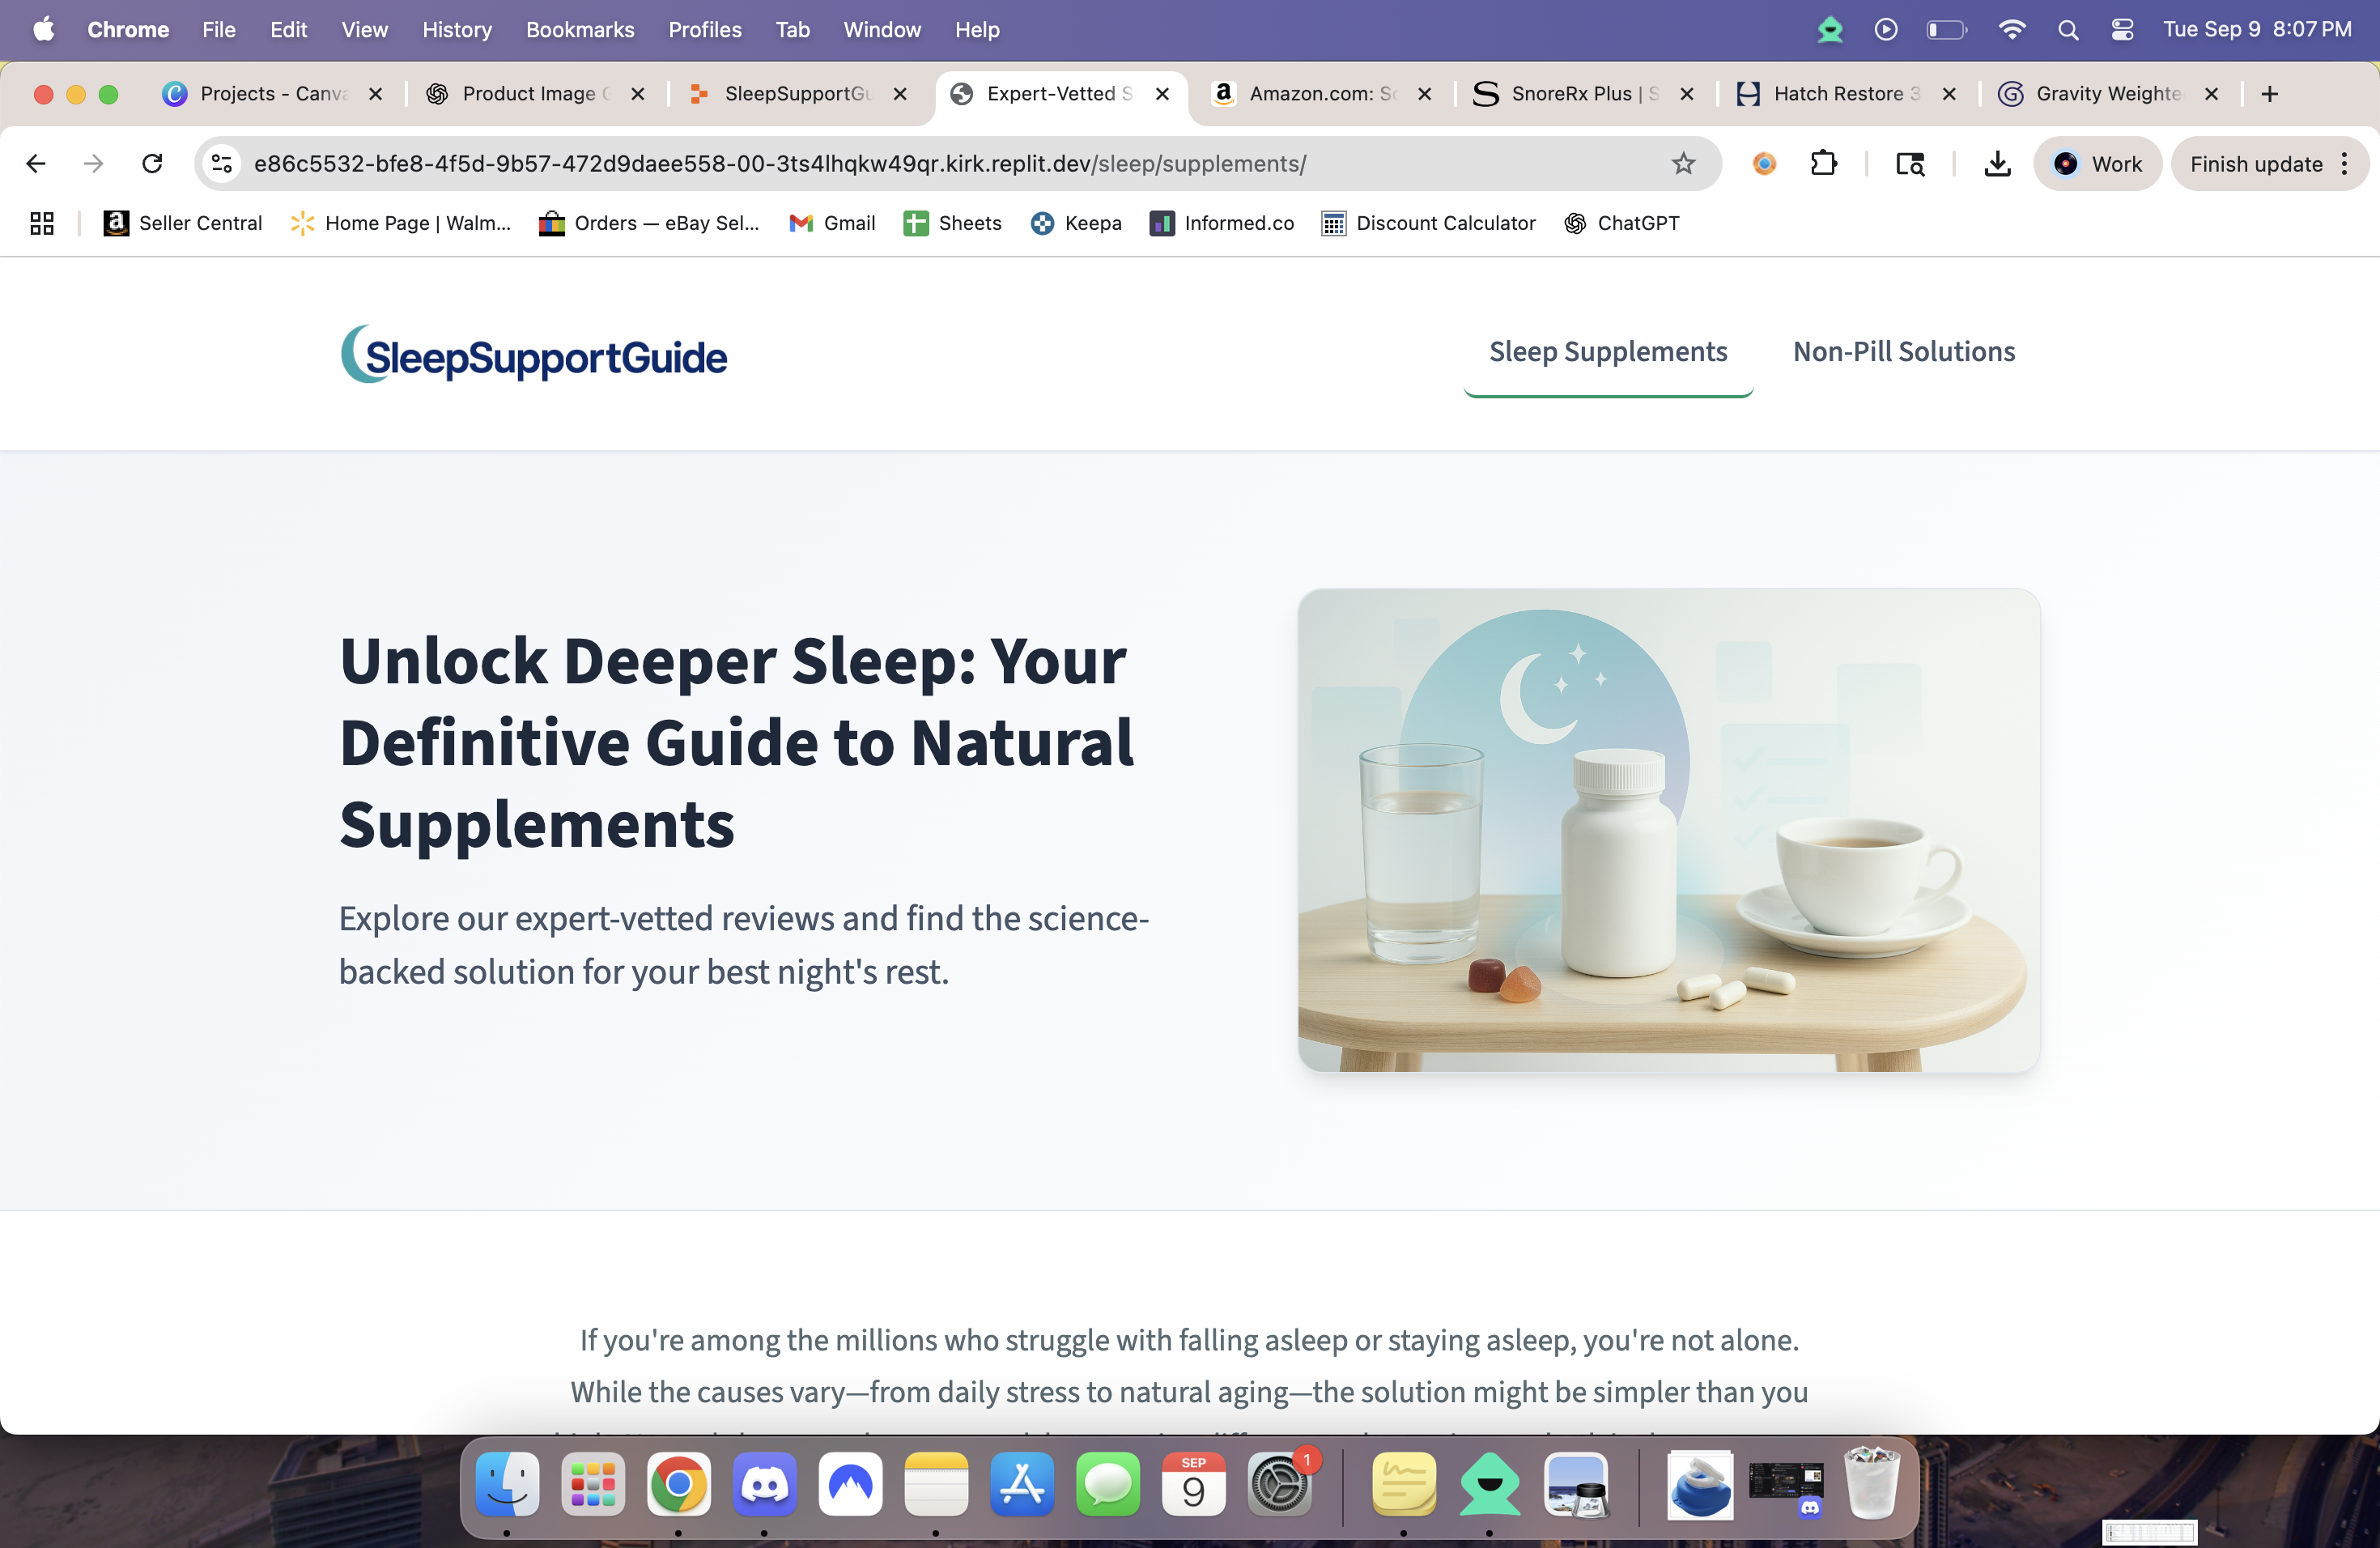 Chrome File Edit View History Bookmarks Profiles Tab Window Help Tue Sep 9 8:07 PM
Projects - Canva Product Image SleepSupportGu Expert-Vetted S Amazon.com: SnoreRx Plus | S Hatch Restore 3 Gravity Weighte
e86c5532-bfe8-4f5d-9b57-472d9daee558-00-3ts4lhqkw49qr.kirk.replit.dev/sleep/supplements/ Work Finish update
Seller Central Home Page | Walm... Orders — eBay Sel... Gmail Sheets Keepa Informed.co Discount Calculator ChatGPT
SleepSupportGuide Sleep Supplements Non-Pill Solutions
Unlock Deeper Sleep: Your
Definitive Guide to Natural
Supplements
Explore our expert-vetted reviews and find the science-
backed solution for your best night's rest.
If you're among the millions who struggle with falling asleep or staying asleep, you're not alone.
While the causes vary—from daily stress to natural aging—the solution might be simpler than you
SEP
9
1